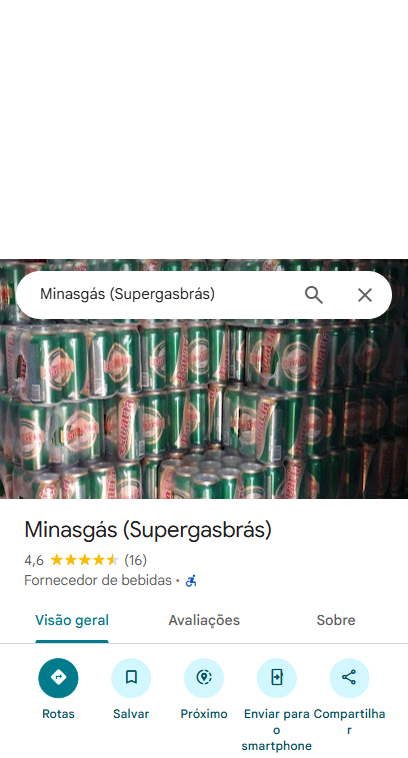 Minasgás (Supergasbrás)
Minasgás (Supergasbrás)
4,6 (16)
Fornecedor de bebidas ·
Visão geral Avaliações Sobre
Rotas Salvar Próximo Enviar para o smartphone Compartilhar